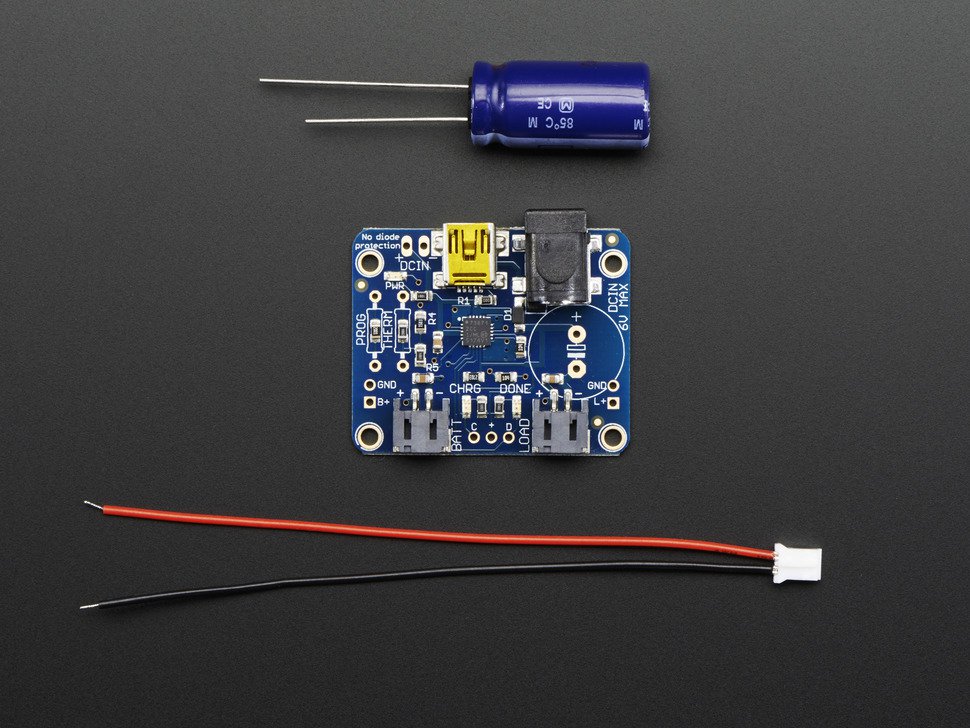 M
CE
85°C M
M
No diode
protection
+ -
DCIN
PWR
R1
D1
DCIN
6V MAX
PROG
THERM
R4
R5
+
GND
B+
CHRG
DONE
GND
L+
+ -
+ -
BATT
C + D
LOAD